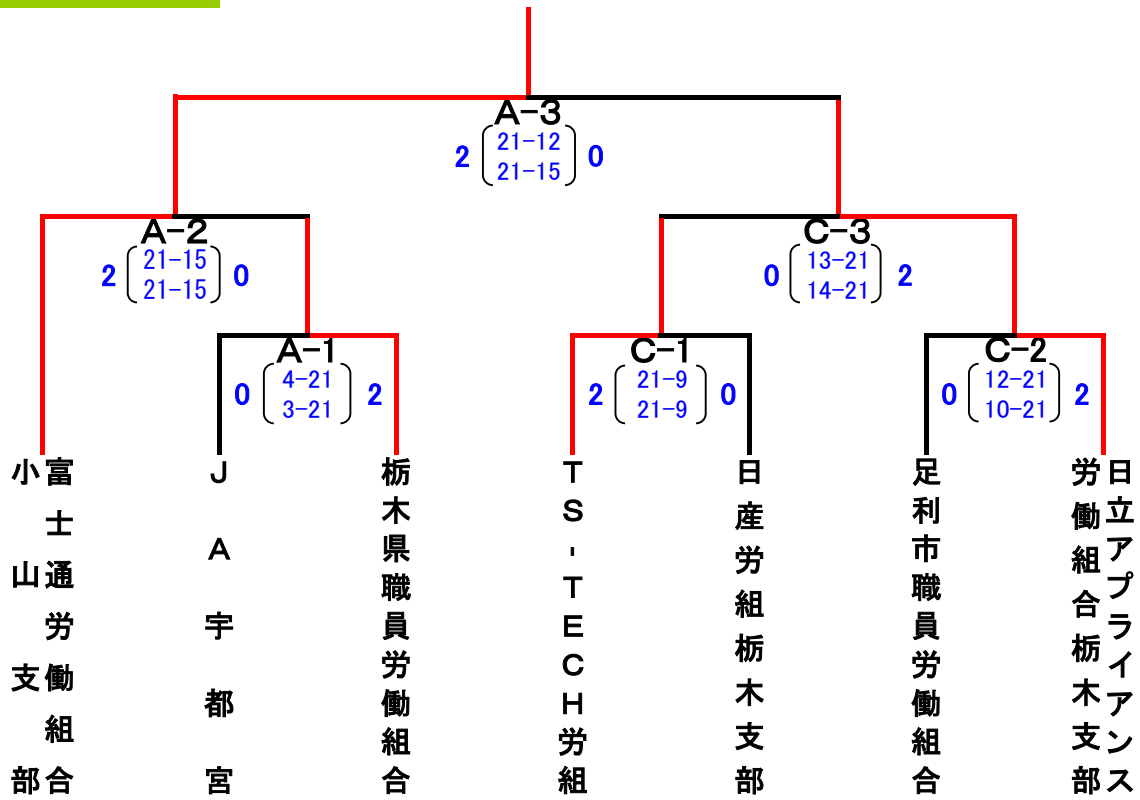 A-3
2 21-12 0
21-15
A-2
2 21-15 0
21-15
C-3
0 13-21 2
14-21
A-1
0 4-21 2
3-21
C-1
2 21-9 0
21-9
C-2
0 12-21 2
10-21
富士通労働組合
小山支部
JA宇都宮
栃木県職員労働組合
TS-TECH労組
日産労組栃木支部
足利市職員労働組合
日立アプライアンス
労働組合栃木支部